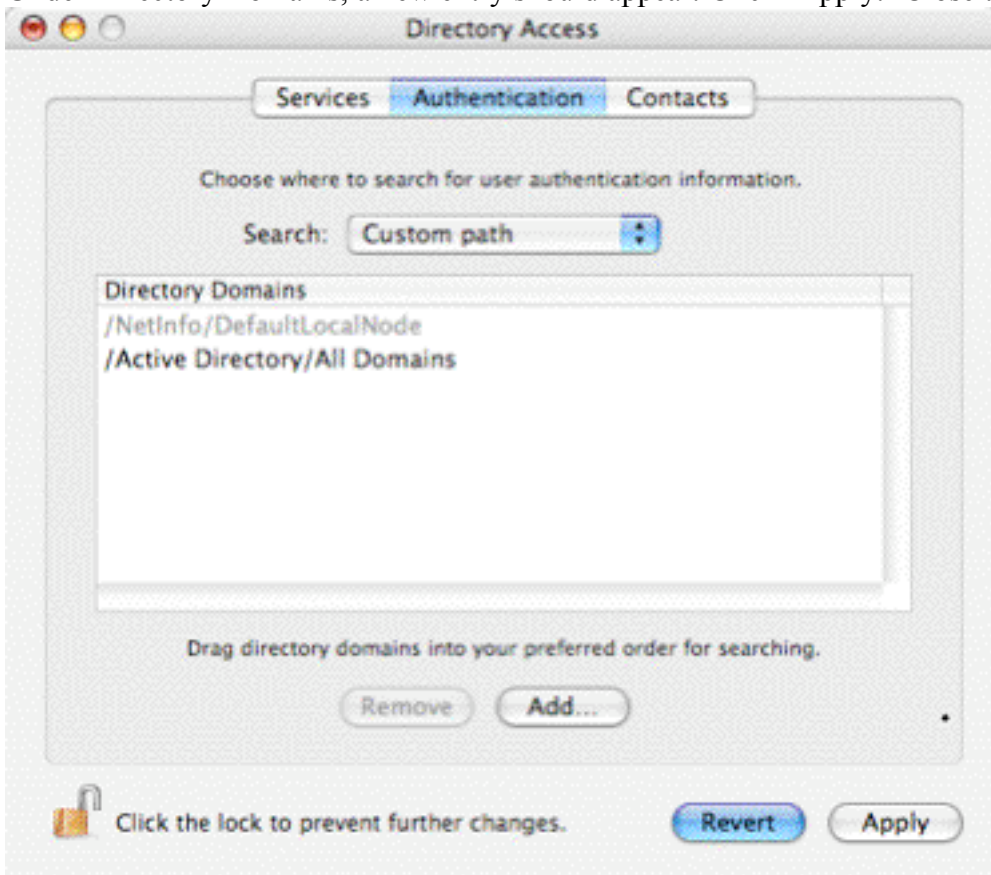 Directory Access
Services Authentication Contacts
Choose where to search for user authentication information.
Search: Custom path
Directory Domains
/NetInfo/DefaultLocalNode
/Active Directory/All Domains
Drag directory domains into your preferred order for searching.
Remove Add...
Click the lock to prevent further changes. Revert Apply